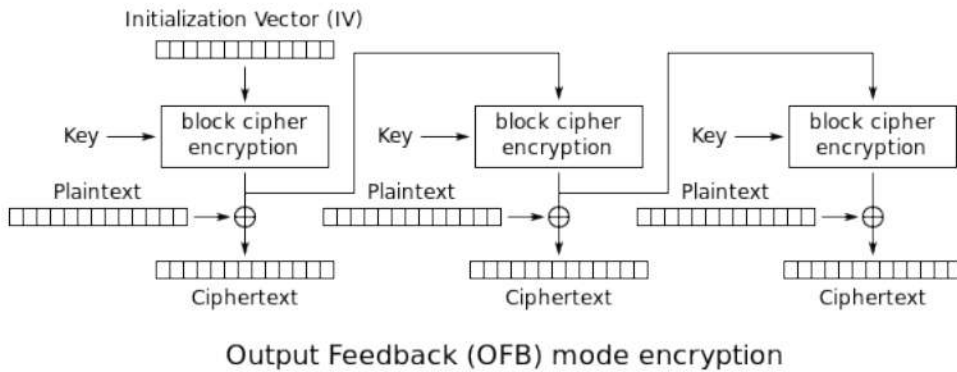 Initialization Vector (IV)
Key
block cipher
encryption
Key
block cipher
encryption
Key
block cipher
encryption
Plaintext
Plaintext
Plaintext
Ciphertext
Ciphertext
Ciphertext
Output Feedback (OFB) mode encryption